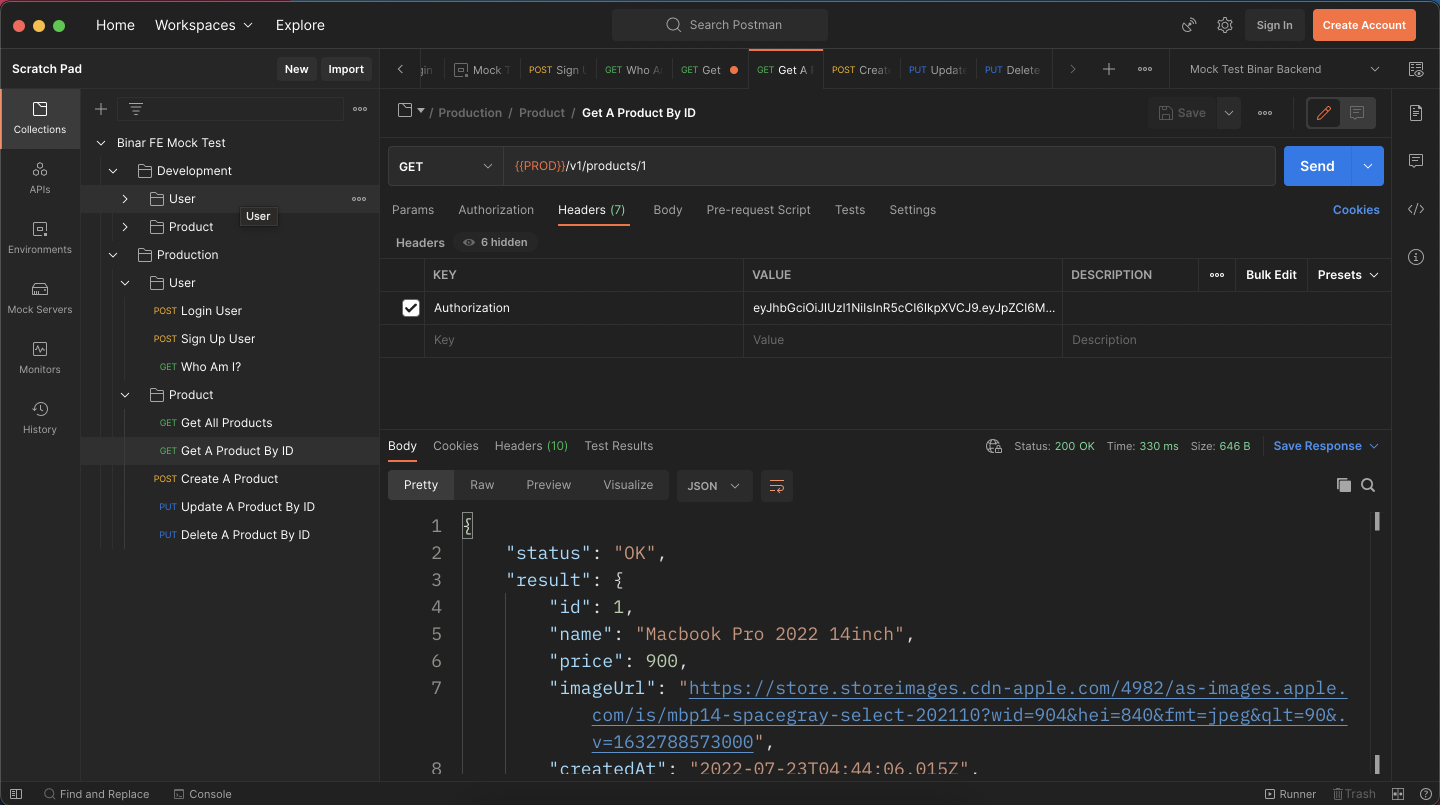 Home Workspaces Explore Search Postman Sign In Create Account
Scratch Pad New Import
Mock T POST Sign U GET Who A GET Get GET Get A POST Creat PUT Update PUT Delete Mock Test Binar Backend
/ Production / Product / Get A Product By ID Save
GET {{PROD}}/v1/products/1 Send
Params Authorization Headers (7) Body Pre-request Script Tests Settings Cookies
Headers 6 hidden
KEY VALUE DESCRIPTION Bulk Edit Presets
Authorization eyJhbGciOiJIUzI1NiIsInR5cCI6IkpXVCJ9.eyJpZCI6M...
Key Value Description
Collections
APIs
Environments
Mock Servers
Monitors
History
Binar FE Mock Test
Development
User
User
Product
Production
User
POST Login User
POST Sign Up User
GET Who Am I?
Product
GET Get All Products
GET Get A Product By ID
POST Create A Product
PUT Update A Product By ID
PUT Delete A Product By ID
Body Cookies Headers (10) Test Results Status: 200 OK Time: 330 ms Size: 646 B Save Response
Pretty Raw Preview Visualize JSON
1 {
2 "status": "OK",
3 "result": {
4 "id": 1,
5 "name": "Macbook Pro 2022 14inch",
6 "price": 900,
7 "imageUrl": "https://store.storeimages.cdn-apple.com/4982/as-images.apple.
com/is/mbp14-spacegray-select-202110?wid=904&hei=840&fmt=jpeg&qlt=90&.
v=1632788573000",
8 "createdAt": "2022-07-23T04:44:06.015Z",
Find and Replace Console Runner Trash